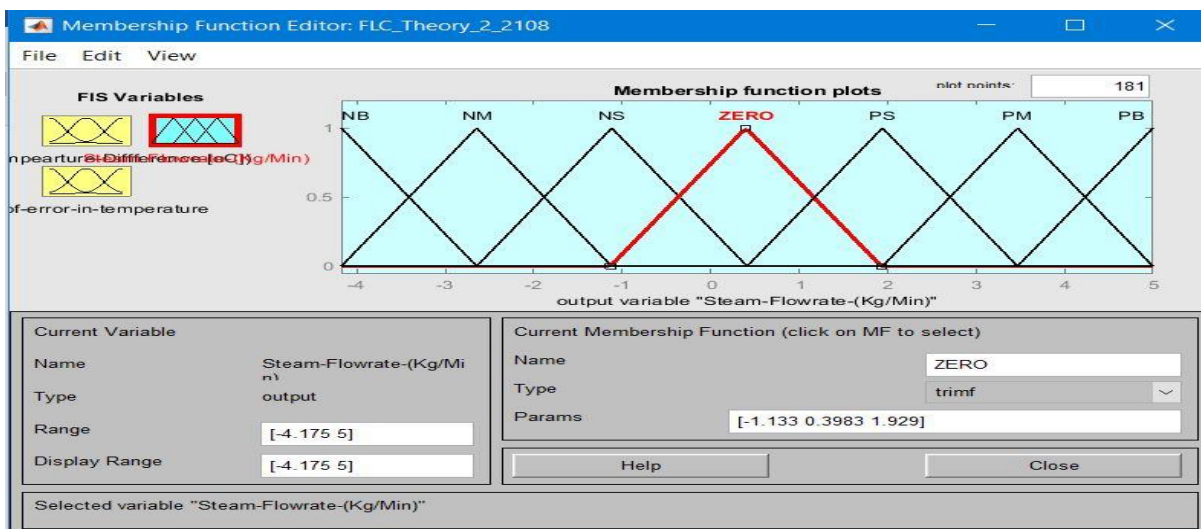 Membership Function Editor: FLC_Theory_2_2108
File Edit View
FIS Variables
Membership function plots
plot points:
181
NB NM NS ZERO PS PM PB
1
0.5
0
-4 -3 -2 -1 0 1 2 3 4 5
output variable "Steam-Flowrate-(Kg/Min)"
of-error-in-temperature
Current Variable
Name Steam-Flowrate-(Kg/Mi
n)
Type output
Range [-4.175 5]
Display Range [-4.175 5]
Current Membership Function (click on MF to select)
Name ZERO
Type trimf
Params [-1.133 0.3983 1.929]
Help Close
Selected variable "Steam-Flowrate-(Kg/Min)"